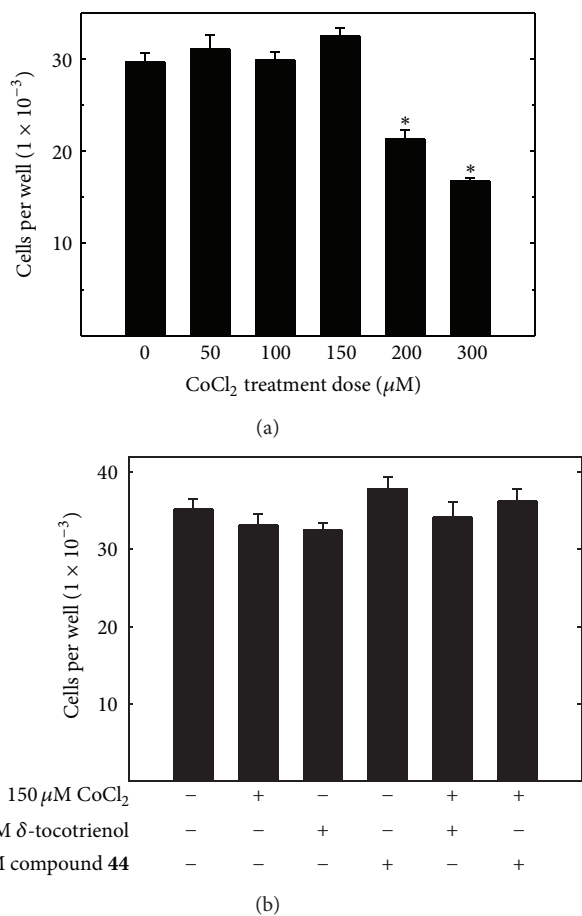 30
20
10
Cells per well (1 × 10⁻³)
* *
0 50 100 150 200 300
CoCl₂ treatment dose (μM)
(a)
40
30
20
10
Cells per well (1 × 10⁻³)
150 μM CoCl₂ − + − − + +
M δ-tocotrienol − − + − + −
M compound 44 − − − + − +
(b)